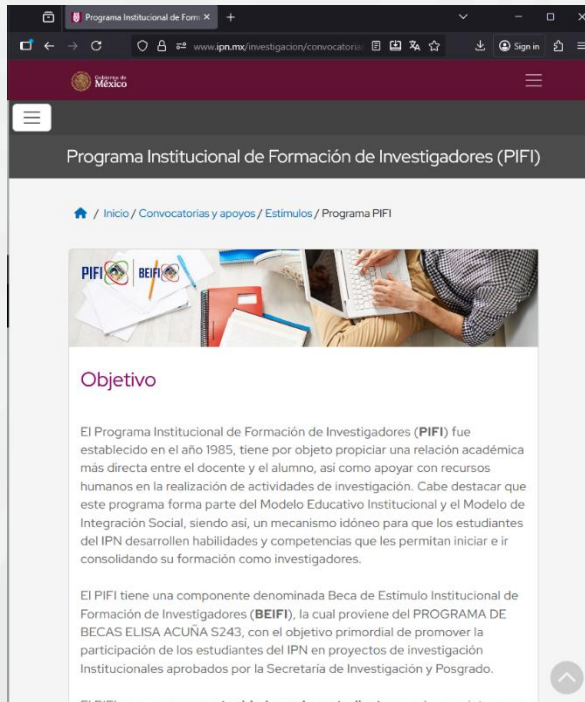 Programa Institucional de Form
www.ipn.mx/investigacion/convocatoria
Sign in
Gobierno de
México
Programa Institucional de Formación de Investigadores (PIFI)
/ Inicio / Convocatorias y apoyos / Estímulos / Programa PIFI
PIFI BEIFI
Objetivo
El Programa Institucional de Formación de Investigadores (PIFI) fue
establecido en el año 1985, tiene por objeto propiciar una relación académica
más directa entre el docente y el alumno, así como apoyar con recursos
humanos en la realización de actividades de investigación. Cabe destacar que
este programa forma parte del Modelo Educativo Institucional y el Modelo de
Integración Social, siendo así, un mecanismo idóneo para que los estudiantes
del IPN desarrollen habilidades y competencias que les permitan iniciar e ir
consolidando su formación como investigadores.
El PIFI tiene una componente denominada Beca de Estímulo Institucional de
Formación de Investigadores (BEIFI), la cual proviene del PROGRAMA DE
BECAS ELISA ACUÑA S243, con el objetivo primordial de promover la
participación de los estudiantes del IPN en proyectos de investigación
Institucionales aprobados por la Secretaría de Investigación y Posgrado.